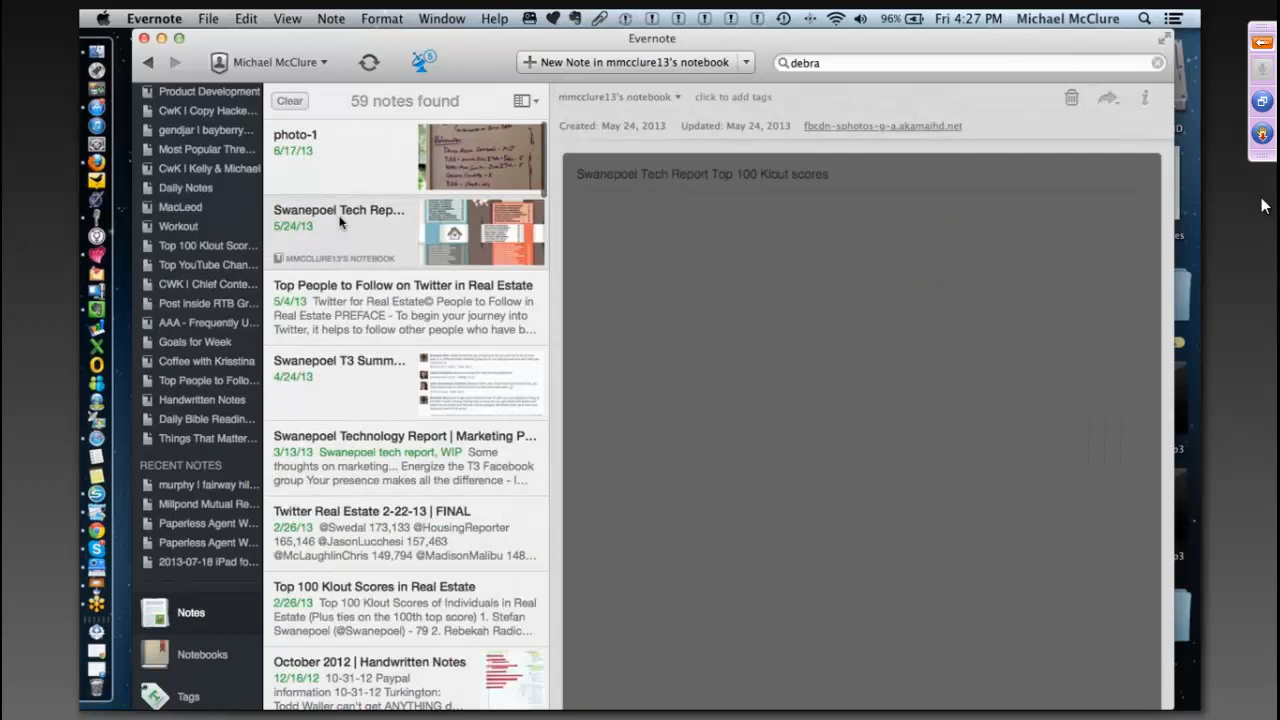 Evernote File Edit View Note Format Window Help 96% Fri 4:27 PM Michael McClure
Evernote
Michael McClure
5
New Note in mmcclure13's notebook
debra
Product Development
CwK | Copy Hacke...
gendjar | bayberry...
Most Popular Thre...
CwK | Kelly & Michael
Daily Notes
MacLeod
Workout
Top 100 Klout Scor...
Top YouTube Chan...
CWK | Chief Conte...
Post inside RTB Gr...
AAA - Frequently U...
Goals for Week
Coffee with Krisstina
Top People to Follo...
Handwritten Notes
Daily Bible Readin...
Things That Matter...
RECENT NOTES
murphy | fairway hil...
Millpond Mutual Re...
Paperless Agent W...
Paperless Agent W...
2013-07-18 iPad fo...
Notes
Notebooks
Tags
Clear
59 notes found
photo-1
6/17/13
Swanepoel Tech Rep...
5/24/13
MMCCLURE13'S NOTEBOOK
Top People to Follow on Twitter in Real Estate
5/4/13 Twitter for Real Estate© People to Follow in
Real Estate PREFACE - To begin your journey into
Twitter, it helps to follow other people who have b...
Swanepoel T3 Summ...
4/24/13
Swanepoel Technology Report | Marketing P...
3/13/13 Swanepoel tech report, WIP Some
thoughts on marketing... Energize the T3 Facebook
group Your presence makes all the difference - I...
Twitter Real Estate 2-22-13 | FINAL
2/26/13 @Swedal 173,133 @HousingReporter
165,146 @JasonLucchesi 157,463
@McLaughlinChris 149,794 @MadisonMalibu 148...
Top 100 Klout Scores in Real Estate
2/26/13 Top 100 Klout Scores of Individuals in Real
Estate (Plus ties on the 100th top score) 1. Stefan
Swanepoel (@Swanepoel) - 79 2. Rebekah Radic...
October 2012 | Handwritten Notes
12/16/12 10-31-12 Paypal
information 10-31-12 Turkington:
Todd Waller can't get ANYTHING d...
mmcclure13's notebook click to add tags
Created: May 24, 2013 Updated: May 24, 2013 fbcdn-sphotos-g-a.akamaihd.net
Swanepoel Tech Report Top 100 Klout scores